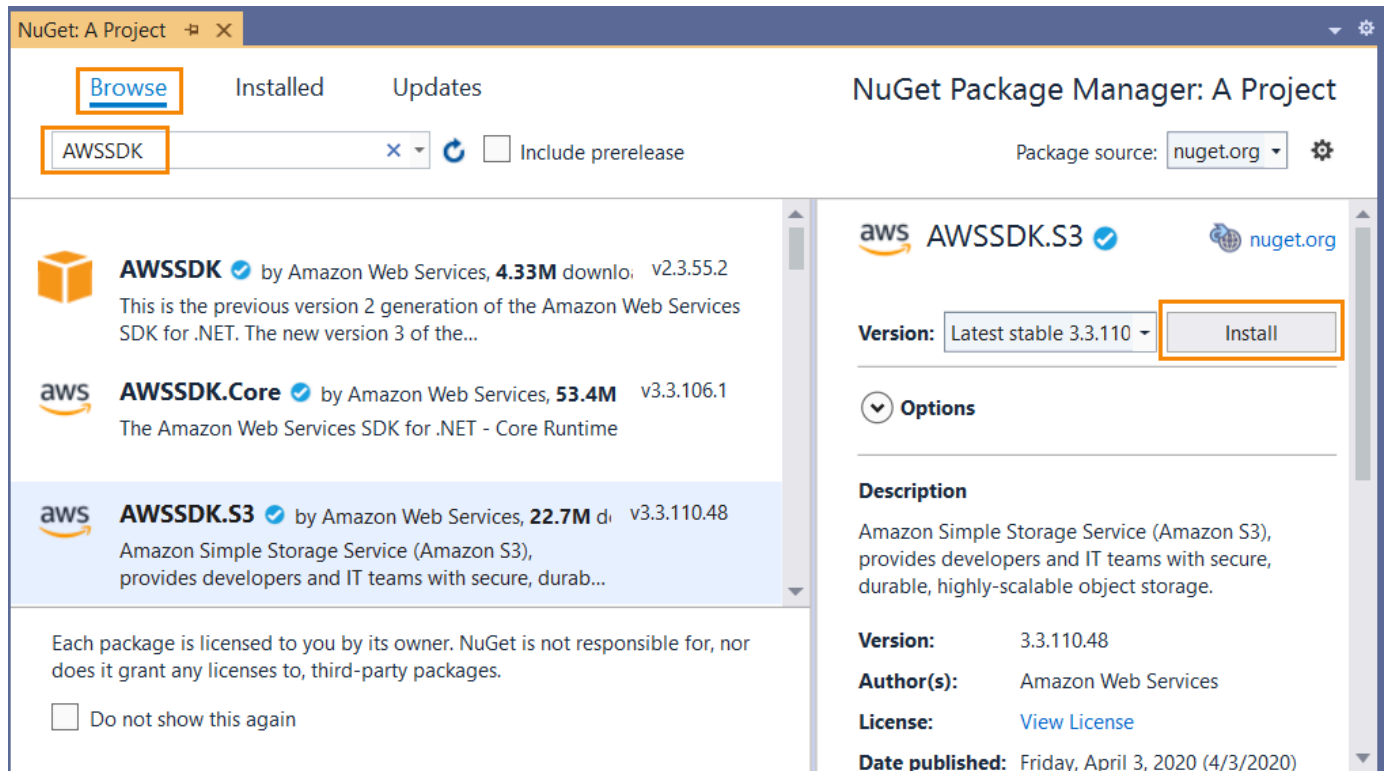 NuGet: A Project
Browse
Installed
Updates
NuGet Package Manager: A Project
AWSSDK
Include prerelease
Package source:
nuget.org
AWSSDK by Amazon Web Services, 4.33M downloa v2.3.55.2
This is the previous version 2 generation of the Amazon Web Services
SDK for .NET. The new version 3 of the...
aws
AWSSDK.Core by Amazon Web Services, 53.4M v3.3.106.1
The Amazon Web Services SDK for .NET - Core Runtime
aws
AWSSDK.S3 by Amazon Web Services, 22.7M v3.3.110.48
Amazon Simple Storage Service (Amazon S3),
provides developers and IT teams with secure, durab...
Each package is licensed to you by its owner. NuGet is not responsible for, nor
does it grant any licenses to, third-party packages.
Do not show this again
aws AWSSDK.S3
nuget.org
Version: Latest stable 3.3.110
Install
Options
Description
Amazon Simple Storage Service (Amazon S3),
provides developers and IT teams with secure,
durable, highly-scalable object storage.
Version: 3.3.110.48
Author(s): Amazon Web Services
License: View License
Date published: Friday, April 3, 2020 (4/3/2020)